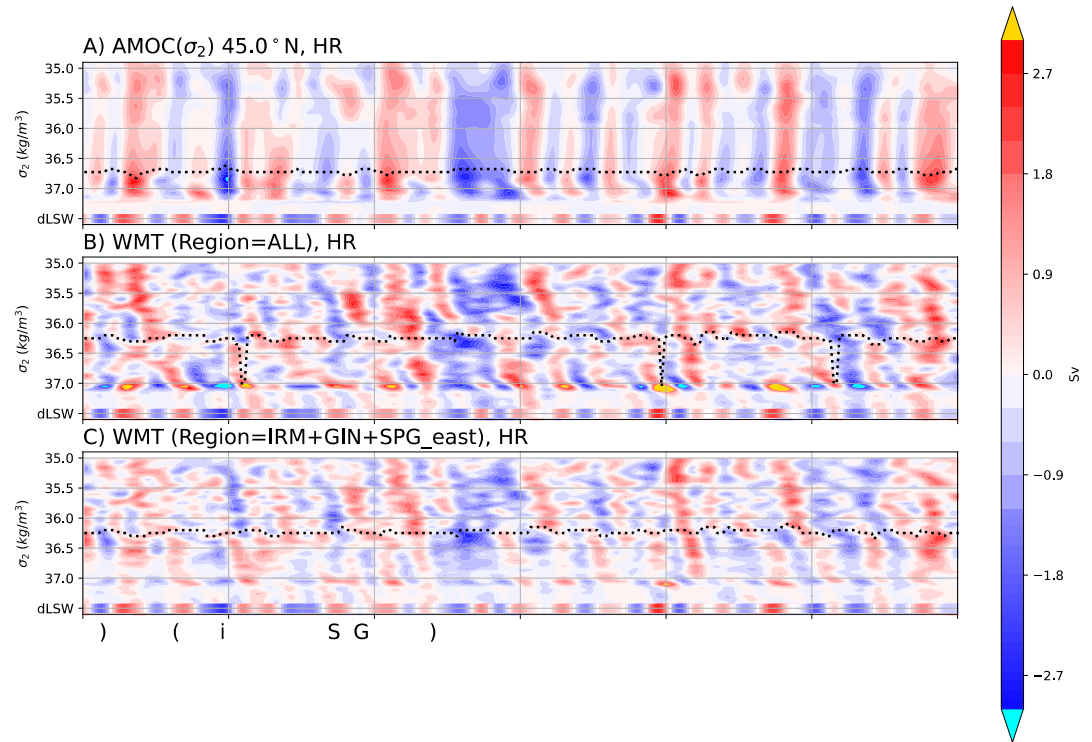 A) AMOC(σ₂) 45.0°N, HR
35.0
35.5
36.0
36.5
37.0
dLSW
σ₂ (kg/m³)
B) WMT (Region=ALL), HR
35.0
35.5
36.0
36.5
37.0
dLSW
σ₂ (kg/m³)
C) WMT (Region=IRM+GIN+SPG_east), HR
35.0
35.5
36.0
36.5
37.0
dLSW
σ₂ (kg/m³)
) ( i S G )
2.7
1.8
0.9
0.0
−0.9
−1.8
−2.7
Sv